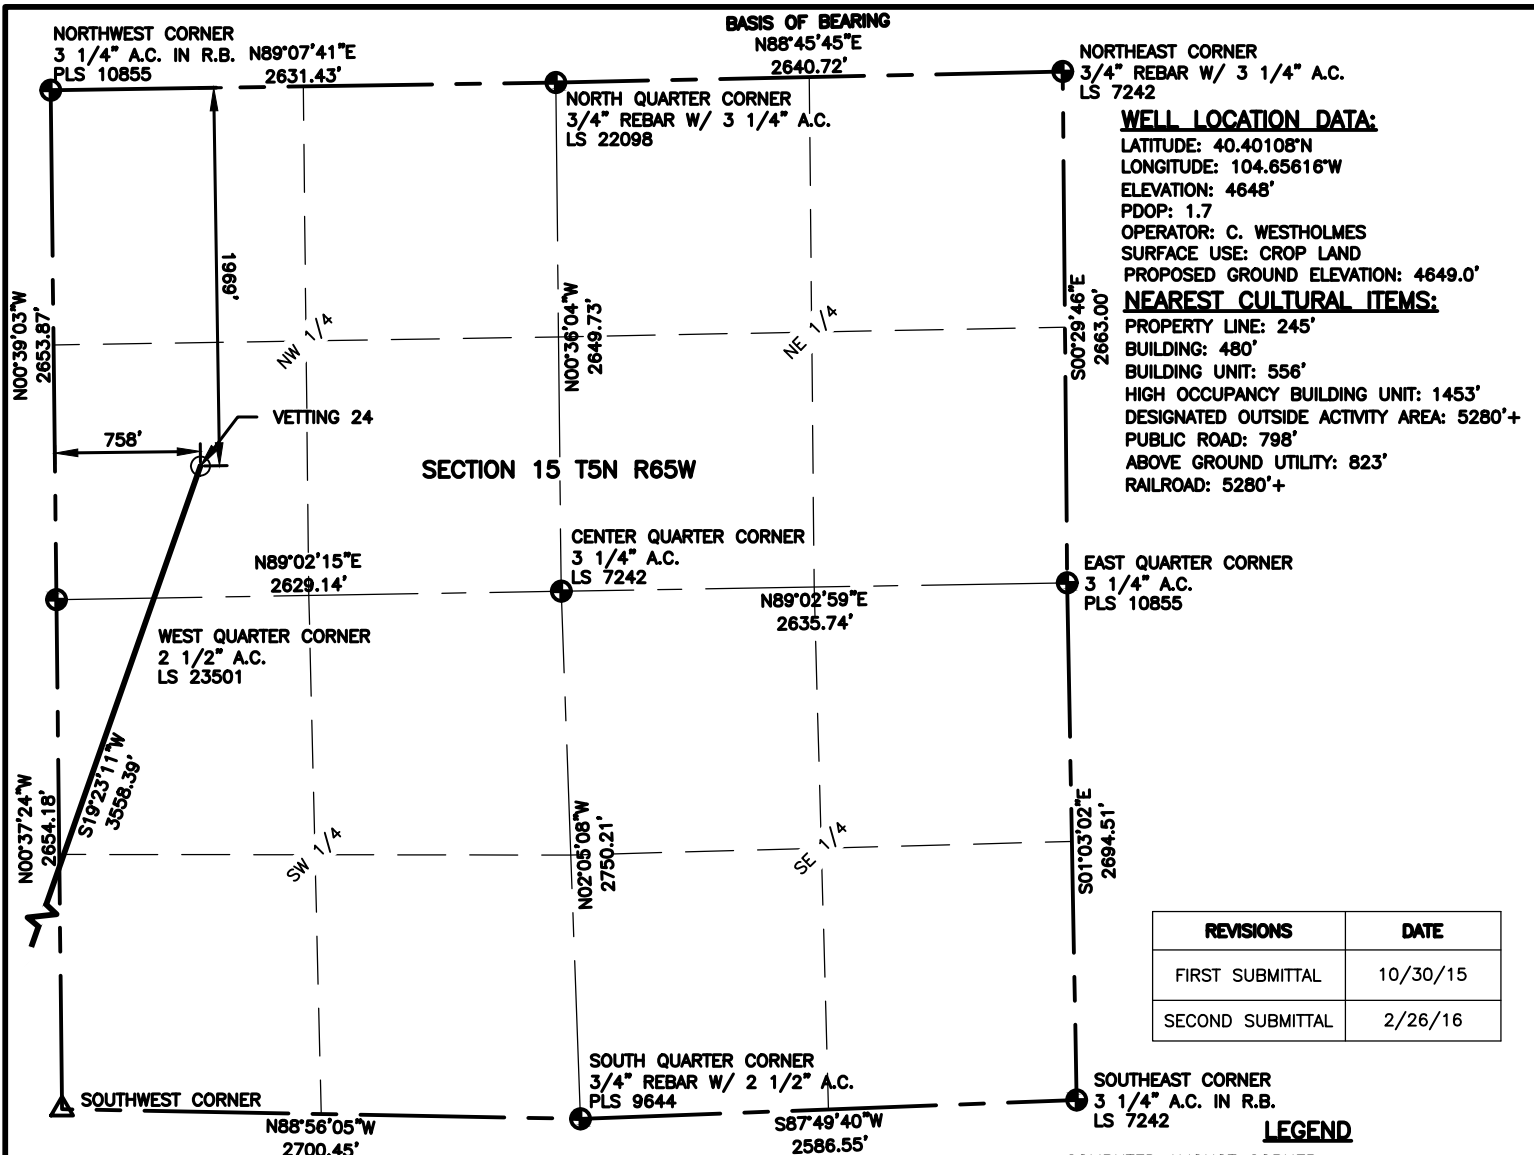 BASIS OF BEARING
N88°45'45"E
2640.72'
NORTHWEST CORNER
3 1/4" A.C. IN R.B.
PLS 10855
N89°07'41"E
2631.43'
NORTH QUARTER CORNER
3/4" REBAR W/ 3 1/4" A.C.
LS 22098
NORTHEAST CORNER
3/4" REBAR W/ 3 1/4" A.C.
LS 7242
WELL LOCATION DATA:
LATITUDE: 40.40108°N
LONGITUDE: 104.65616°W
ELEVATION: 4648'
PDOP: 1.7
OPERATOR: C. WESTHOLMES
SURFACE USE: CROP LAND
PROPOSED GROUND ELEVATION: 4649.0'
NEAREST CULTURAL ITEMS:
PROPERTY LINE: 245'
BUILDING: 480'
BUILDING UNIT: 556'
HIGH OCCUPANCY BUILDING UNIT: 1453'
DESIGNATED OUTSIDE ACTIVITY AREA: 5280'+
PUBLIC ROAD: 798'
ABOVE GROUND UTILITY: 823'
RAILROAD: 5280'+
1969'
N00°39'03"W
2653.87'
NW 1/4
N00°36'04"W
2649.73'
NE 1/4
S00°29'46"E
2663.00'
VETTING 24
758'
SECTION 15 T5N R65W
CENTER QUARTER CORNER
3 1/4" A.C.
LS 7242
N89°02'15"E
2629.14'
N89°02'59"E
2635.74'
EAST QUARTER CORNER
3 1/4" A.C.
PLS 10855
WEST QUARTER CORNER
2 1/2" A.C.
LS 23501
S19°23'11"W
3558.39'
N00°37'24"W
2654.18'
SW 1/4
N02°05'08"W
2750.21'
SE 1/4
S01°03'02"E
2694.51'
REVISIONS DATE
FIRST SUBMITTAL 10/30/15
SECOND SUBMITTAL 2/26/16
SOUTHWEST CORNER
N88°56'05"W
2700.45'
SOUTH QUARTER CORNER
3/4" REBAR W/ 2 1/2" A.C.
PLS 9644
S87°49'40"W
2586.55'
SOUTHEAST CORNER
3 1/4" A.C. IN R.B.
LS 7242
LEGEND